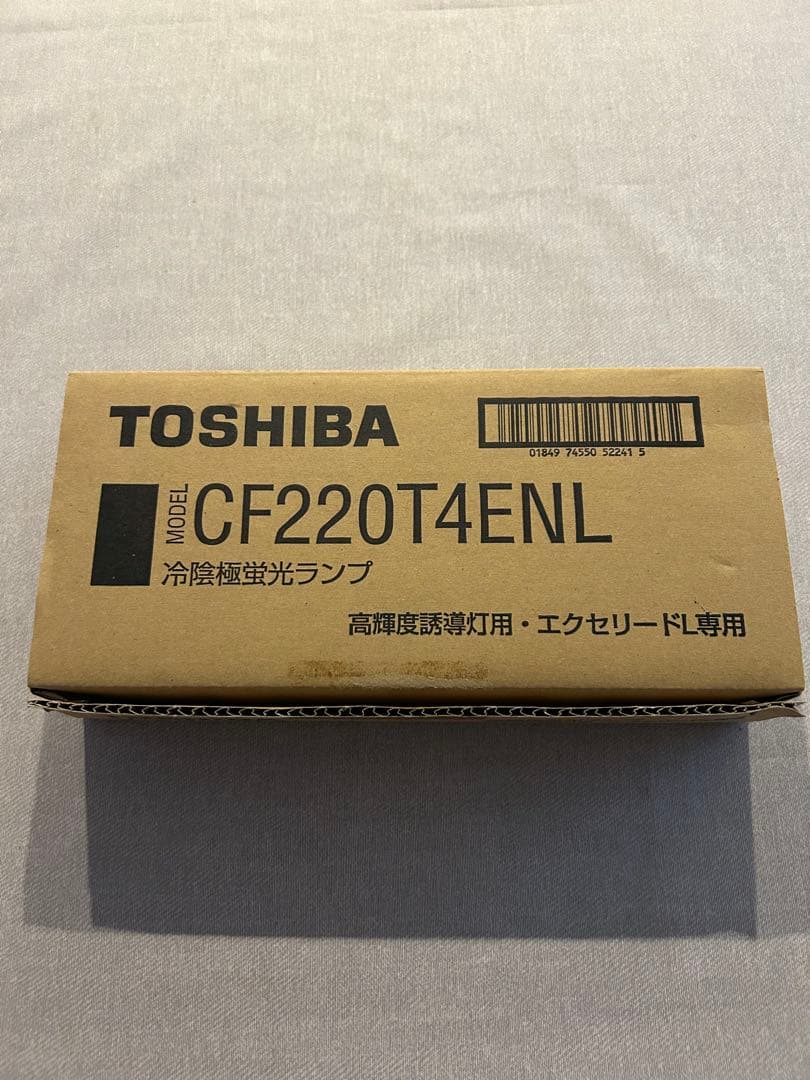 TOSHIBA
01849 74550 52241 5
MODEL CF220T4ENL
冷陰極蛍光ランプ
高輝度誘導灯用・エクセリードL専用